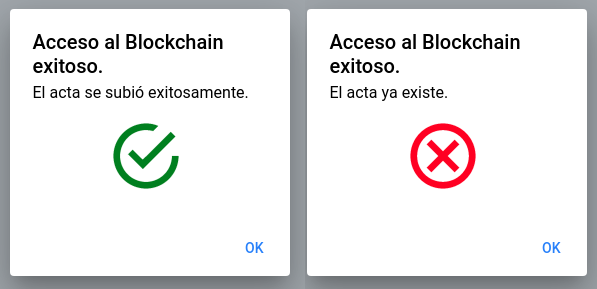 Acceso al Blockchain
exitoso.
El acta se subió exitosamente.
OK
Acceso al Blockchain
exitoso.
El acta ya existe.
OK